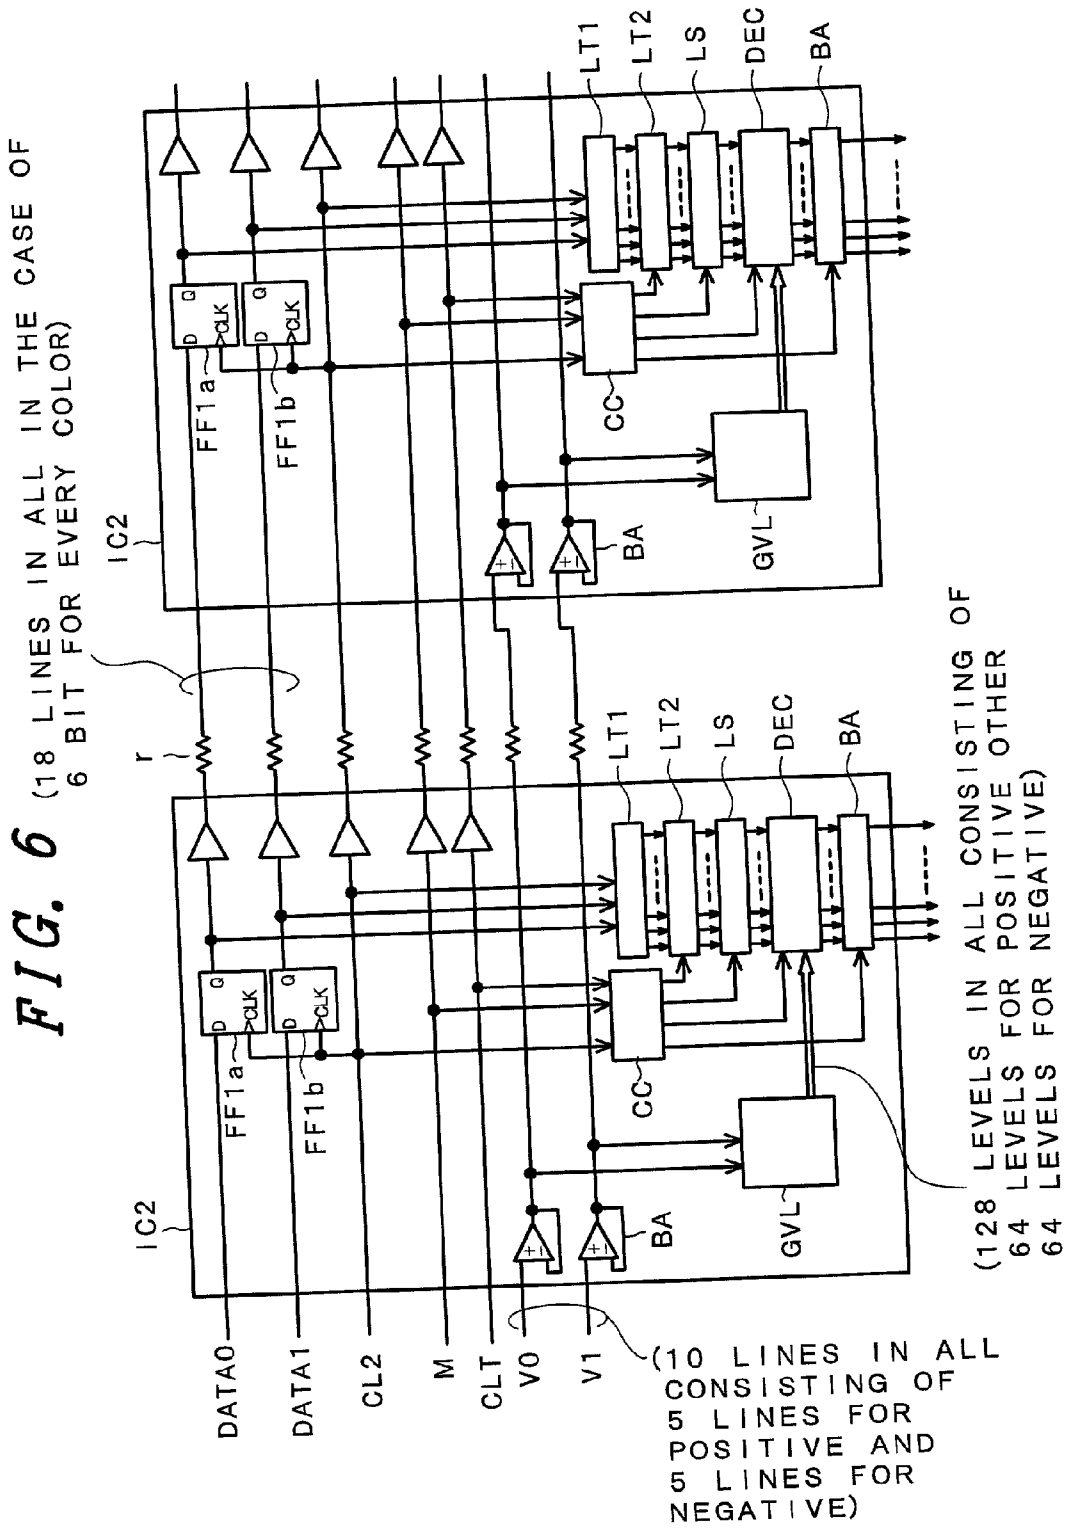 FIG. 6
(18 LINES IN ALL IN THE CASE OF
6 BIT FOR EVERY COLOR)
IC2
r
IC2
DATA0
D
Q
CLK
FF1a
D
Q
FF1a
CLK
DATA1
D
Q
CLK
FF1b
D
Q
FF1b
CLK
CL2
M
CLT
V0
+
−
+
−
V1
+
−
BA
+
−
BA
CC
LT1
LT2
LS
DEC
BA
CC
LT1
LT2
LS
DEC
BA
GVL
GVL
(10 LINES IN ALL
CONSISTING OF
5 LINES FOR
POSITIVE AND
5 LINES FOR
NEGATIVE)
(128 LEVELS IN ALL CONSISTING OF
64 LEVELS FOR POSITIVE OTHER
64 LEVELS FOR NEGATIVE)